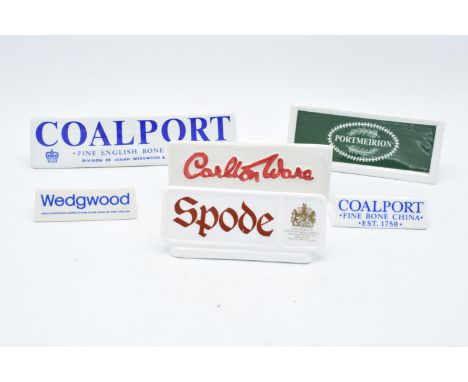 COALPORT
· FINE ENGLISH BONE
DIVISION OF JOSIAH WEDGWOOD &
PORTMEIRION
Carlton Ware
Wedgwood
Spode
COALPORT
· FINE BONE CHINA ·
· EST. 1750 ·